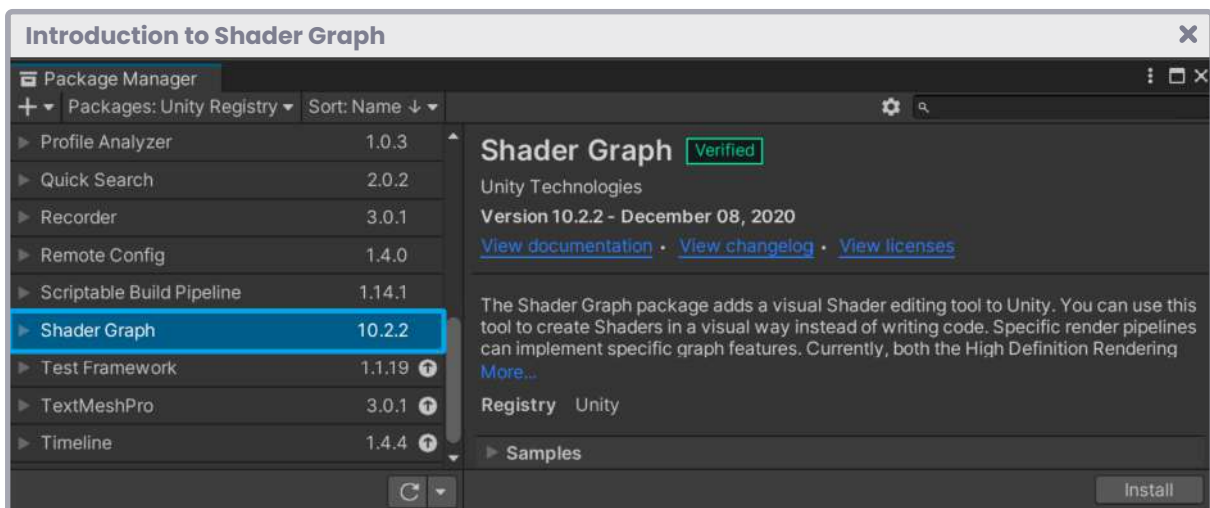 Introduction to Shader Graph
Package Manager
Packages: Unity Registry Sort: Name ↓
Profile Analyzer 1.0.3
Quick Search 2.0.2
Recorder 3.0.1
Remote Config 1.4.0
Scriptable Build Pipeline 1.14.1
Shader Graph 10.2.2
Test Framework 1.1.19
TextMeshPro 3.0.1
Timeline 1.4.4
Shader Graph Verified
Unity Technologies
Version 10.2.2 - December 08, 2020
View documentation • View changelog • View licenses
The Shader Graph package adds a visual Shader editing tool to Unity. You can use this
tool to create Shaders in a visual way instead of writing code. Specific render pipelines
can implement specific graph features. Currently, both the High Definition Rendering
More...
Registry Unity
Samples
Install